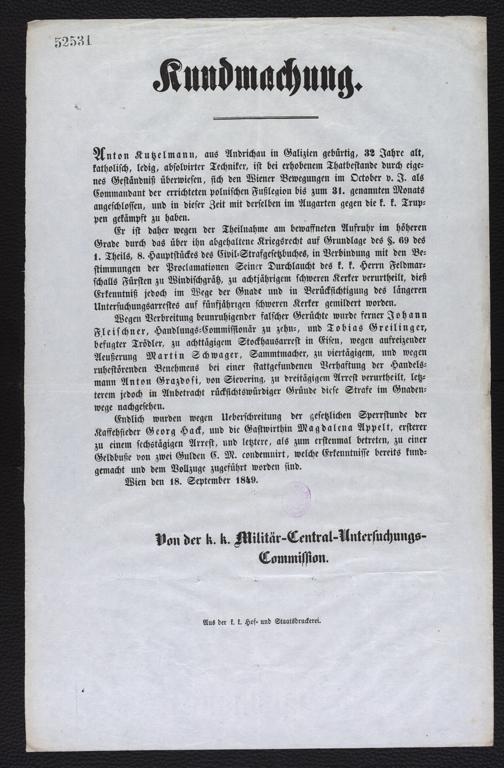 52531
Kundmachung.
Anton Kutzelmann, aus Andrichau in Galizien gebürtig, 32 Jahre alt,
katholisch, ledig, absolvirter Techniker, ist bei erhobenem Thatbestande durch eige-
nes Geständniß überwiesen, sich den Wiener Bewegungen im October v. J. als
Commandant der errichteten polnischen Fußlegion bis zum 31. genannten Monats
angeschlossen, und in dieser Zeit mit derselben im Augarten gegen die k. k. Trup-
pen gekämpft zu haben.
Er ist daher wegen der Theilnahme am bewaffneten Aufruhr im höheren
Grade durch das über ihn abgehaltene Kriegsrecht auf Grundlage des §. 69 des
1. Theils, 8. Hauptstückes des Civil-Strafgesetzbuches, in Verbindung mit den Be-
stimmungen der Proclamationen Seiner Durchlaucht des k. k. Herrn Feldmar-
schalls Fürsten zu Windischgrätz, zu achtjährigem schweren Kerker verurtheilt, dieß
Erkenntniß jedoch im Wege der Gnade und in Berücksichtigung des längeren
Untersuchungsarrestes auf fünfjährigen schweren Kerker gemildert worden.
Wegen Verbreitung beunruhigender falscher Gerüchte wurde ferner Johann
Fleischner, Handlungs-Commissionär zu zehn-, und Tobias Greilinger,
befugter Trödler, zu achttägigem Stockhausarrest in Eisen, wegen aufreizender
Aeußerung Martin Schwager, Sammtmacher, zu viertägigem, und wegen
ruhestörenden Benehmens bei einer stattgefundenen Verhaftung der Handels-
mann Anton Grazdosi, von Sievering, zu dreitägigem Arrest verurtheilt, letz-
terem jedoch in Anbetracht rücksichtswürdiger Gründe diese Strafe im Gnaden-
wege nachgesehen.
Endlich wurden wegen Ueberschreitung der gesetzlichen Sperrstunde der
Kaffehsieder Georg Hack, und die Gastwirthin Magdalena Appelt, ersterer
zu einem sechstägigen Arrest, und letztere, als zum erstenmal betreten, zu einer
Geldbuße von zwei Gulden C. M. condemnirt, welche Erkenntnisse bereits kund-
gemacht und dem Vollzuge zugeführt worden sind.
Wien den 18. September 1849.
Von der k. k. Militär-Central-Untersuchungs-
Commission.
Aus der k. k. Hof- und Staatsdruckerei.